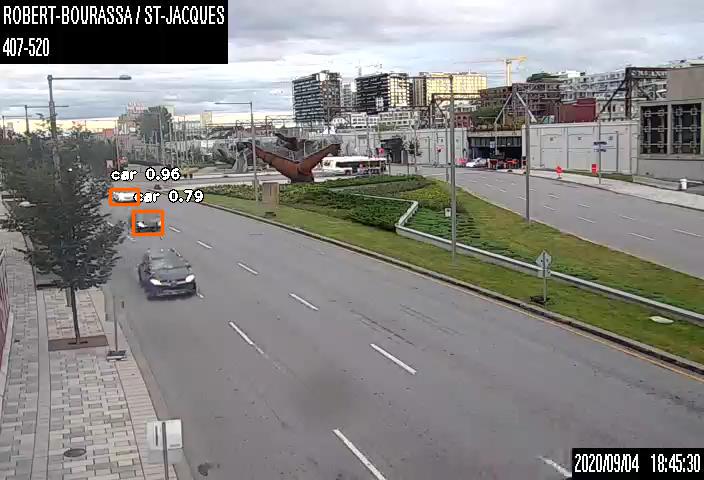 ROBERT-BOURASSA / ST-JACQUES
407-520
car 0.96
car 0.79
2020/09/04 18:45:30